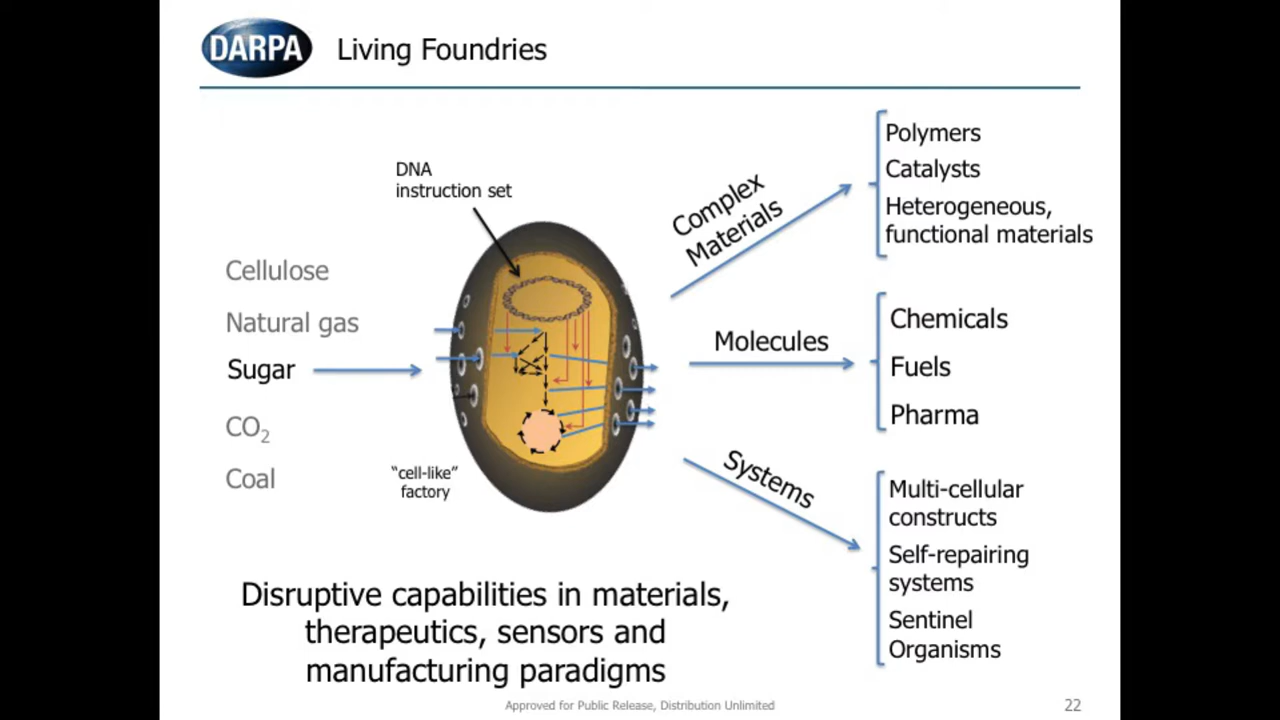 DARPA
Living Foundries
DNA
instruction set
Cellulose
Natural gas
Sugar
CO₂
Coal
“cell-like”
factory
Complex
Materials
Polymers
Catalysts
Heterogeneous,
functional materials
Molecules
Chemicals
Fuels
Pharma
Systems
Multi-cellular
constructs
Self-repairing
systems
Sentinel
Organisms
Disruptive capabilities in materials,
therapeutics, sensors and
manufacturing paradigms
Approved for Public Release, Distribution Unlimited
22